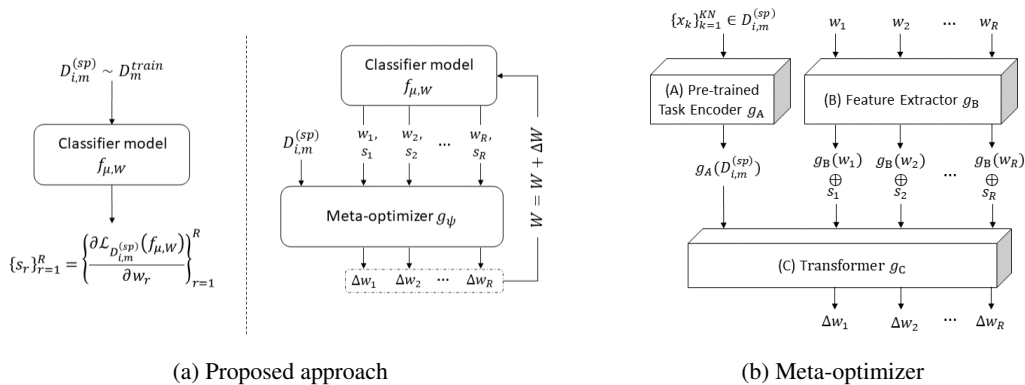 D_{i,m}^{(sp)} ~ D_m^{train}
Classifier model
f_{μ,W}
{s_r}_{r=1}^R = {∂ℒ_{D_{i,m}^{(sp)}}(f_{μ,W}) / ∂w_r}_{r=1}^R
Classifier model
f_{μ,W}
D_{i,m}^{(sp)} w_1, w_2, ... w_R,
s_1 s_2 s_R
Meta-optimizer g_ψ
Δw_1 Δw_2 ... Δw_R
W = W + ΔW
(a) Proposed approach
{x_k}_{k=1}^{KN} ∈ D_{i,m}^{(sp)} w_1 w_2 ... w_R
(A) Pre-trained
Task Encoder g_A
(B) Feature Extractor g_B
g_A(D_{i,m}^{(sp)})
g_B(w_1) g_B(w_2) g_B(w_R)
⊕ ⊕ ... ⊕
s_1 s_2 s_R
(C) Transformer g_C
Δw_1 Δw_2 ... Δw_R
(b) Meta-optimizer